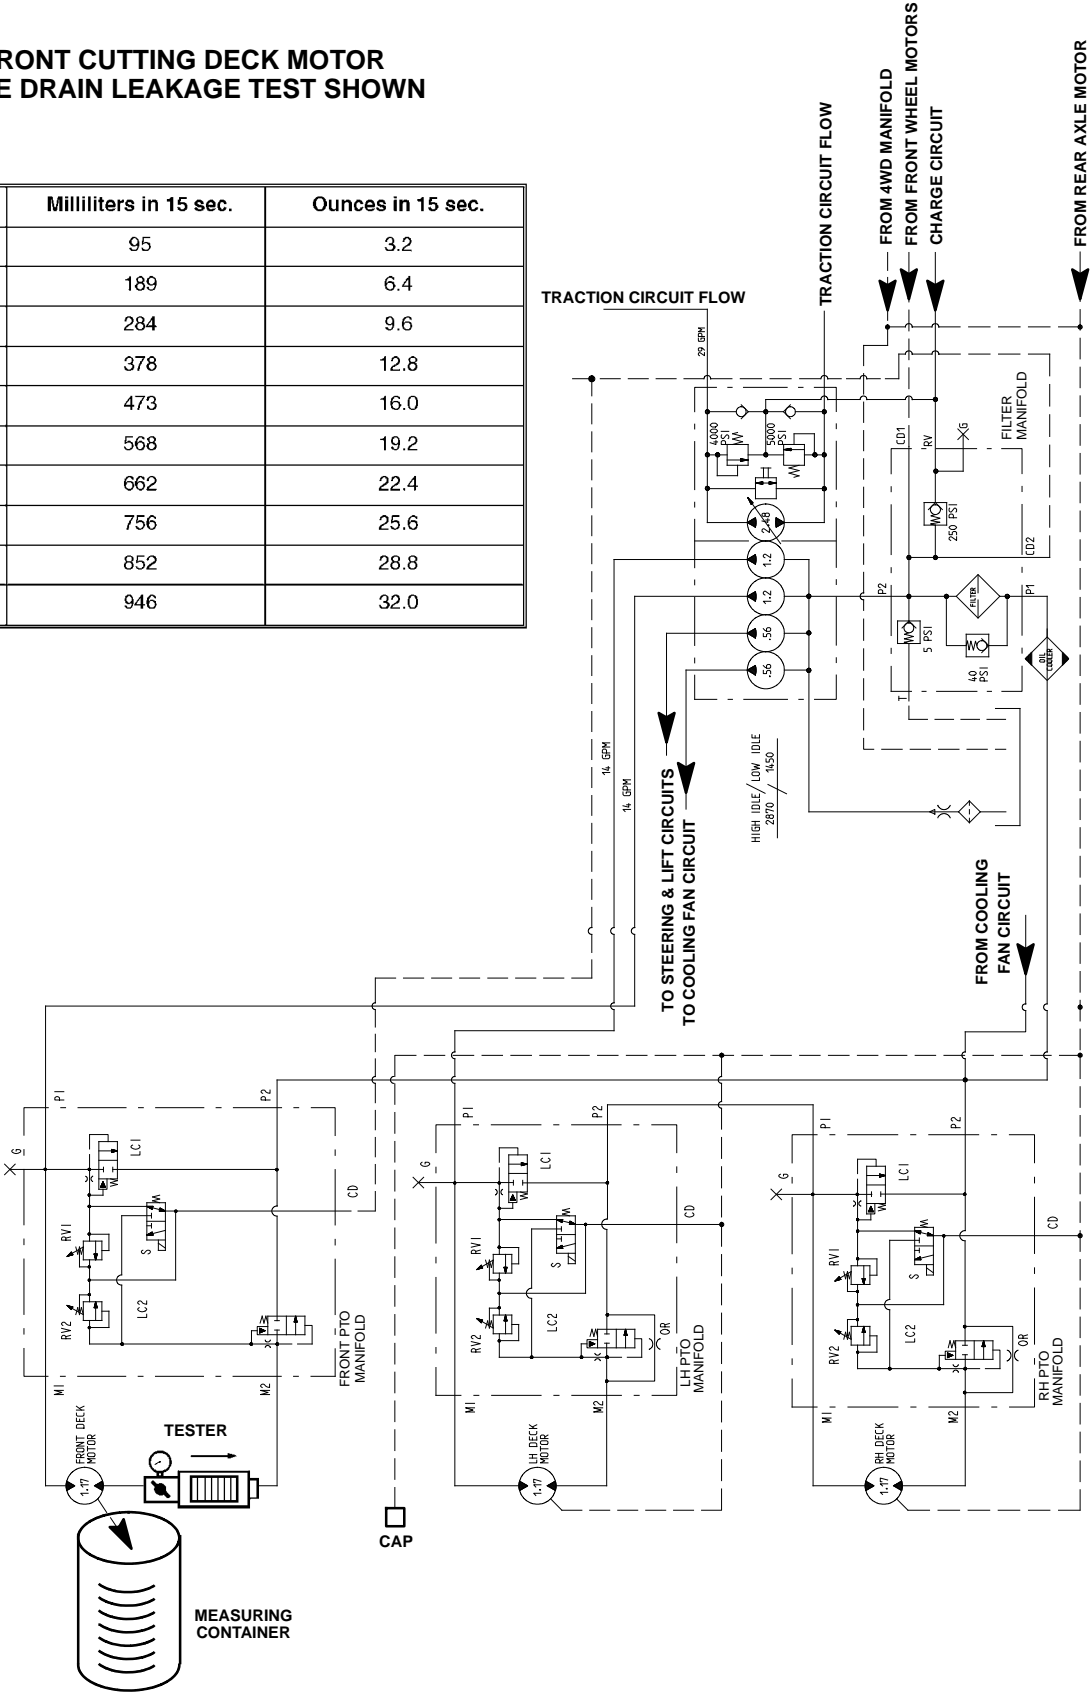 RONT CUTTING DECK MOTOR
E DRAIN LEAKAGE TEST SHOWN
Milliliters in 15 sec. Ounces in 15 sec.
95 3.2
189 6.4
284 9.6
378 12.8
473 16.0
568 19.2
662 22.4
756 25.6
852 28.8
946 32.0
TRACTION CIRCUIT FLOW
TRACTION CIRCUIT FLOW
FROM 4WD MANIFOLD
FROM FRONT WHEEL MOTORS
CHARGE CIRCUIT
FROM REAR AXLE MOTOR
29 GPM
4000
PSI
5000
PSI
2.48
1.2
1.2
.56
.56
CD1
RV
G
FILTER
MANIFOLD
250 PSI
CD2
P2
P1
FILTER
5 PSI
40
PSI
OIL
COOLER
T
14 GPM
14 GPM
HIGH IDLE / LOW IDLE
2870 / 1450
TO STEERING & LIFT CIRCUITS
TO COOLING FAN CIRCUIT
FROM COOLING
FAN CIRCUIT
G
P1
P2
LC1
CD
RV1
S
RV2
LC2
M1
M2
FRONT PTO
MANIFOLD
G
P1
P2
LC1
CD
RV1
S
RV2
LC2
OR
M1
M2
LH PTO
MANIFOLD
G
P1
P2
LC1
CD
RV1
S
RV2
LC2
OR
M1
M2
RH PTO
MANIFOLD
FRONT DECK
MOTOR
1.17
TESTER
LH DECK
MOTOR
1.17
RH DECK
MOTOR
1.17
CAP
MEASURING
CONTAINER